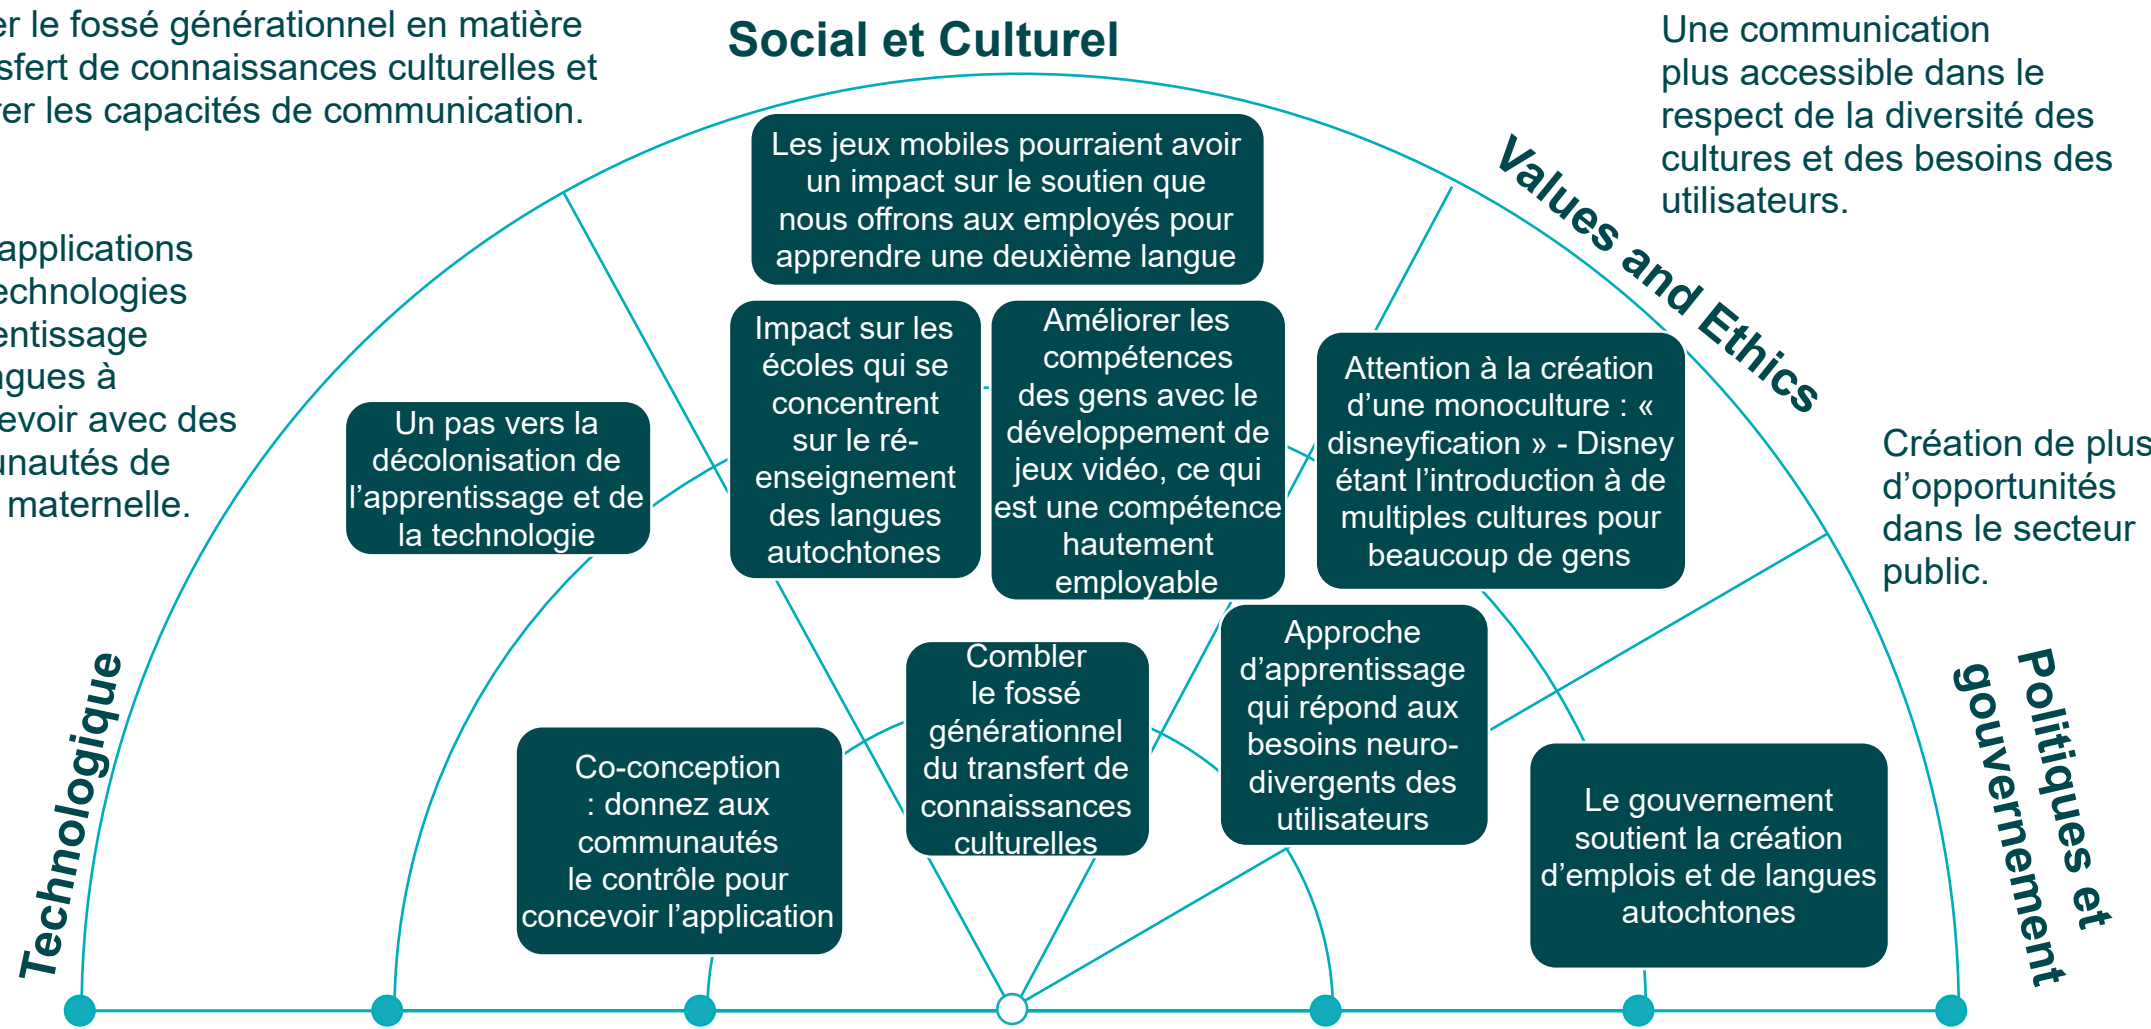 er le fossé générationnel en matière
sfert de connaissances culturelles et
rer les capacités de communication.
applications
echnologies
entissage
ngues à
evoir avec des
unautés de
maternelle.
Technologique
Social et Culturel
Values and Ethics
Une communication
plus accessible dans le
respect de la diversité des
cultures et des besoins des
utilisateurs.
Création de plus
d’opportunités
dans le secteur
public.
Politiques et
gouvernement
Les jeux mobiles pourraient avoir
un impact sur le soutien que
nous offrons aux employés pour
apprendre une deuxième langue
Un pas vers la
décolonisation de
l’apprentissage et de
la technologie
Impact sur les
écoles qui se
concentrent
sur le ré-
enseignement
des langues
autochtones
Améliorer les
compétences
des gens avec le
développement de
jeux vidéo, ce qui
est une compétence
hautement
employable
Attention à la création
d’une monoculture : «
disneyfication » - Disney
étant l’introduction à de
multiples cultures pour
beaucoup de gens
Co-conception
: donnez aux
communautés
le contrôle pour
concevoir l’application
Combler
le fossé
générationnel
du transfert de
connaissances
culturelles
Approche
d’apprentissage
qui répond aux
besoins neuro-
divergents des
utilisateurs
Le gouvernement
soutient la création
d’emplois et de langues
autochtones